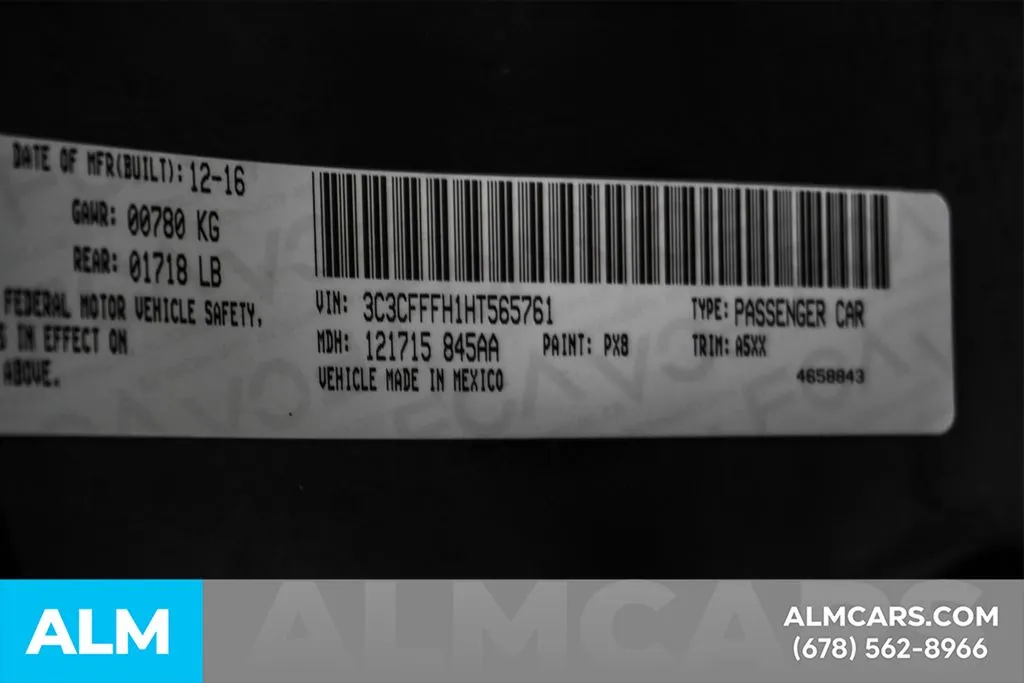 DATE OF MFR(BUILT): 12-16
GAWR: 00780 KG
REAR: 01718 LB
FEDERAL MOTOR VEHICLE SAFETY,
S IN EFFECT ON
ABOVE.
VIN: 3C3CFFFH1HT565761
TYPE: PASSENGER CAR
MDH: 121715 845AA
PAINT: PX8
TRIM: A5XX
VEHICLE MADE IN MEXICO
4658843
ALM
ALMCARS
ALMCARS.COM
(678) 562-8966